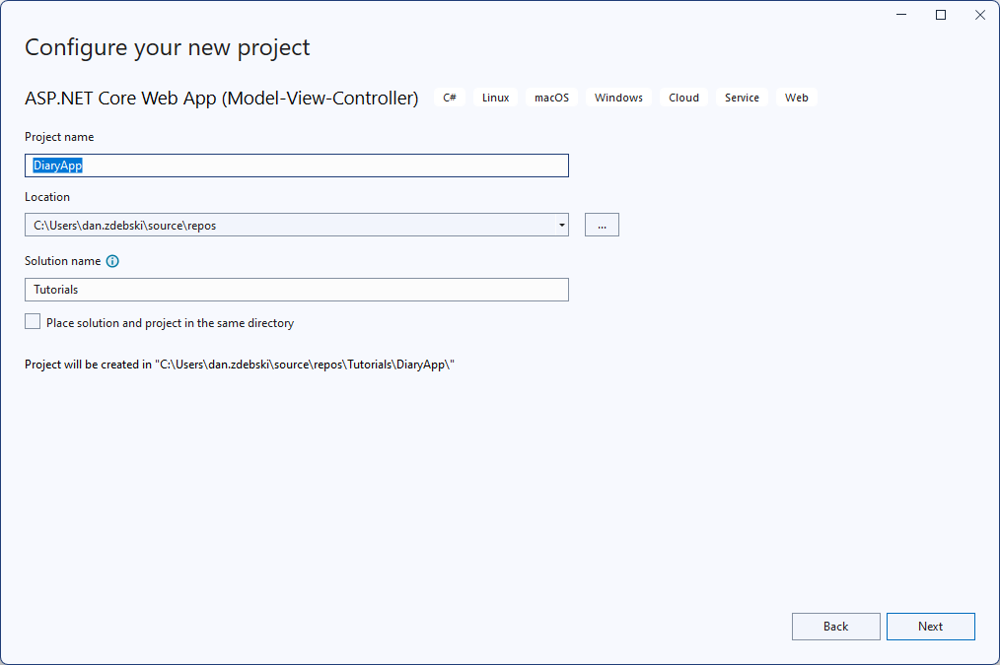 Configure your new project
ASP.NET Core Web App (Model-View-Controller) C# Linux macOS Windows Cloud Service Web
Project name
DiaryApp
Location
C:\Users\dan.zdebski\source\repos ...
Solution name
Tutorials
Place solution and project in the same directory
Project will be created in "C:\Users\dan.zdebski\source\repos\Tutorials\DiaryApp\"
Back Next